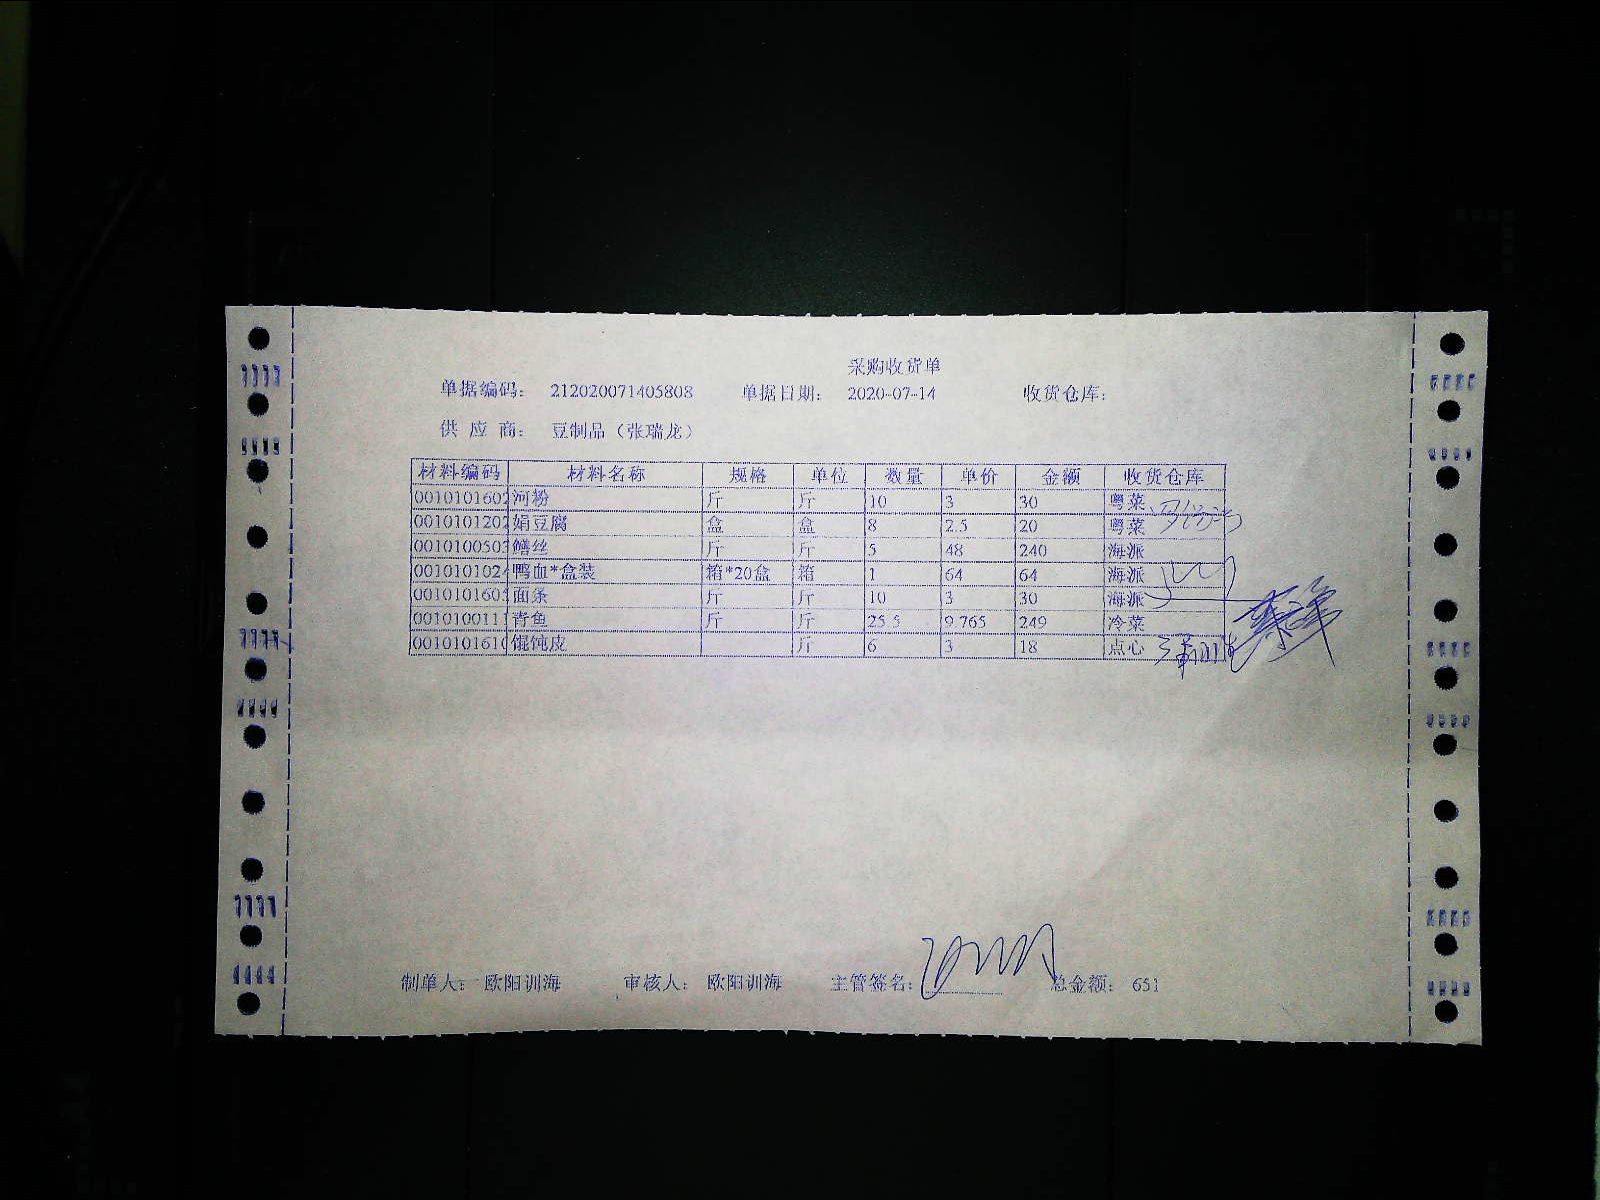 采购收货单
单据编码: 212020071405808 单据日期: 2020-07-14 收货仓库:
供 应 商: 豆制品（张瑞龙）
材料编码 材料名称 规格 单位 数量 单价 金额 收货仓库
0010101602 河粉 斤 斤 10 3 30 粤菜
0010101202 娟豆腐 盒 盒 8 2.5 20 粤菜
0010100503 鳝丝 斤 斤 5 48 240 海派
0010101024 鸭血*盒装 箱*20盒 箱 1 64 64 海派
0010101605 面条 斤 斤 10 3 30 海派
0010100111 青鱼 斤 斤 25.5 9.765 249 冷菜
0010101610 馄饨皮 斤 6 3 18 点心
制单人: 欧阳训海 审核人: 欧阳训海 主管签名: 总金额: 651